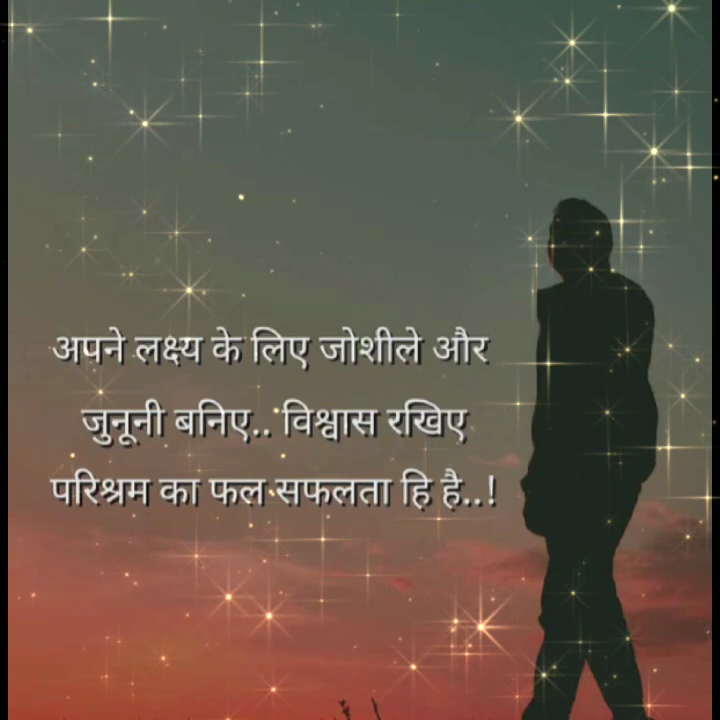 अपने लक्ष्य के लिए जोशीले और
जुनूनी बनिए.. विश्वास रखिए
परिश्रम का फल सफलता हि है..!